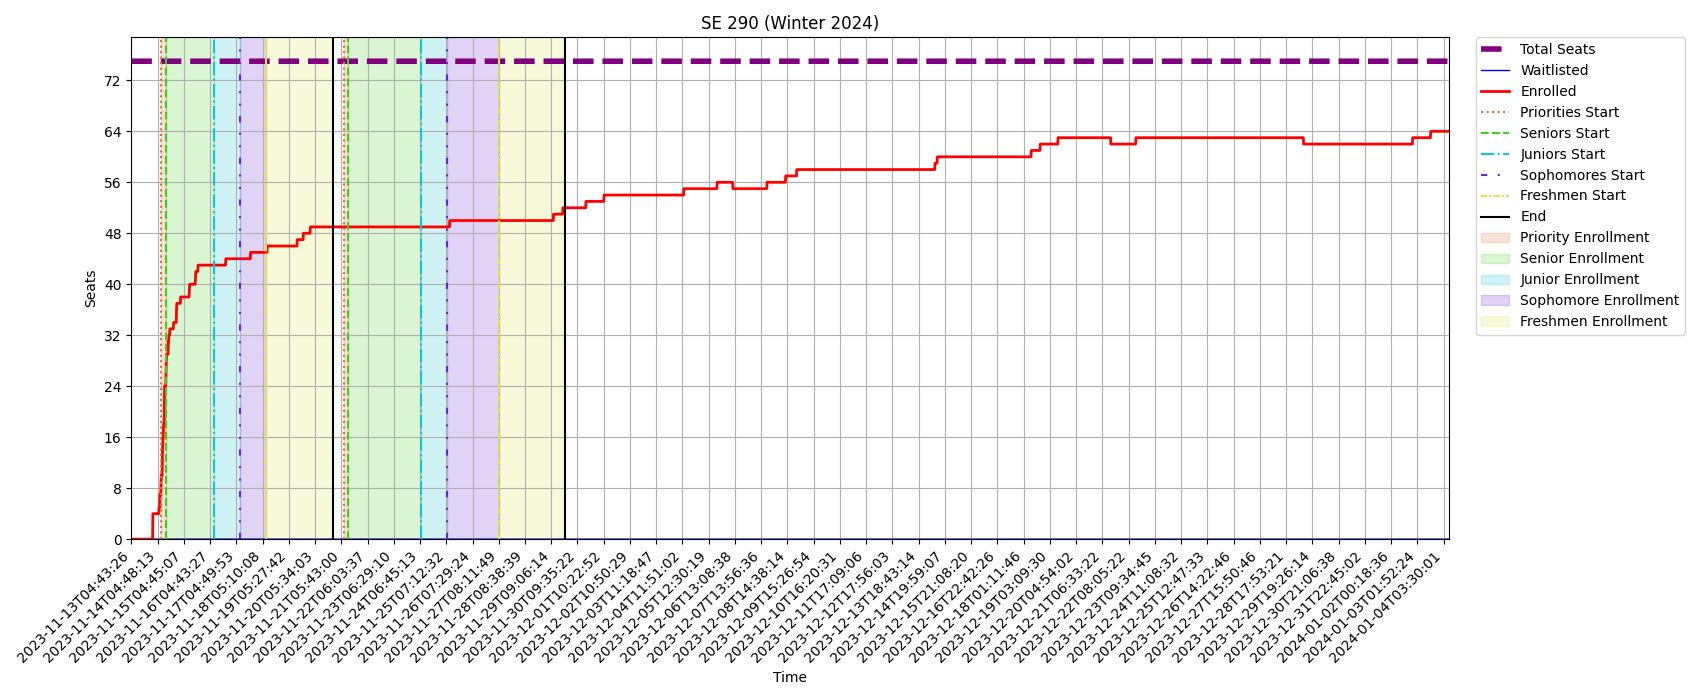 SE 290 (Winter 2024)
Seats
72
64
56
48
40
32
24
16
8
0
2023-11-13T04:43:26
2023-11-14T04:48:13
2023-11-15T04:45:07
2023-11-16T04:43:27
2023-11-17T04:49:53
2023-11-18T05:10:08
2023-11-19T05:27:42
2023-11-20T05:34:03
2023-11-21T05:43:00
2023-11-22T06:03:37
2023-11-23T06:29:10
2023-11-24T06:45:13
2023-11-25T07:12:32
2023-11-26T07:29:24
2023-11-27T08:11:49
2023-11-28T08:38:39
2023-11-29T09:06:14
2023-11-30T09:35:22
2023-12-01T10:22:52
2023-12-02T10:50:29
2023-12-03T11:18:47
2023-12-04T11:51:02
2023-12-05T12:30:19
2023-12-06T13:08:38
2023-12-07T13:56:36
2023-12-08T14:38:14
2023-12-09T15:26:54
2023-12-10T16:20:31
2023-12-11T17:09:06
2023-12-12T17:56:03
2023-12-13T18:43:14
2023-12-14T19:59:07
2023-12-15T21:08:20
2023-12-16T22:42:26
2023-12-18T01:11:46
2023-12-19T03:09:30
2023-12-20T04:54:02
2023-12-21T06:33:22
2023-12-22T08:05:22
2023-12-23T09:34:45
2023-12-24T11:08:32
2023-12-25T12:47:33
2023-12-26T14:22:46
2023-12-27T15:50:46
2023-12-28T17:53:21
2023-12-29T19:26:14
2023-12-30T21:06:38
2023-12-31T22:45:02
2024-01-02T00:18:36
2024-01-03T01:52:24
2024-01-04T03:30:01
Time
Total Seats
Waitlisted
Enrolled
Priorities Start
Seniors Start
Juniors Start
Sophomores Start
Freshmen Start
End
Priority Enrollment
Senior Enrollment
Junior Enrollment
Sophomore Enrollment
Freshmen Enrollment